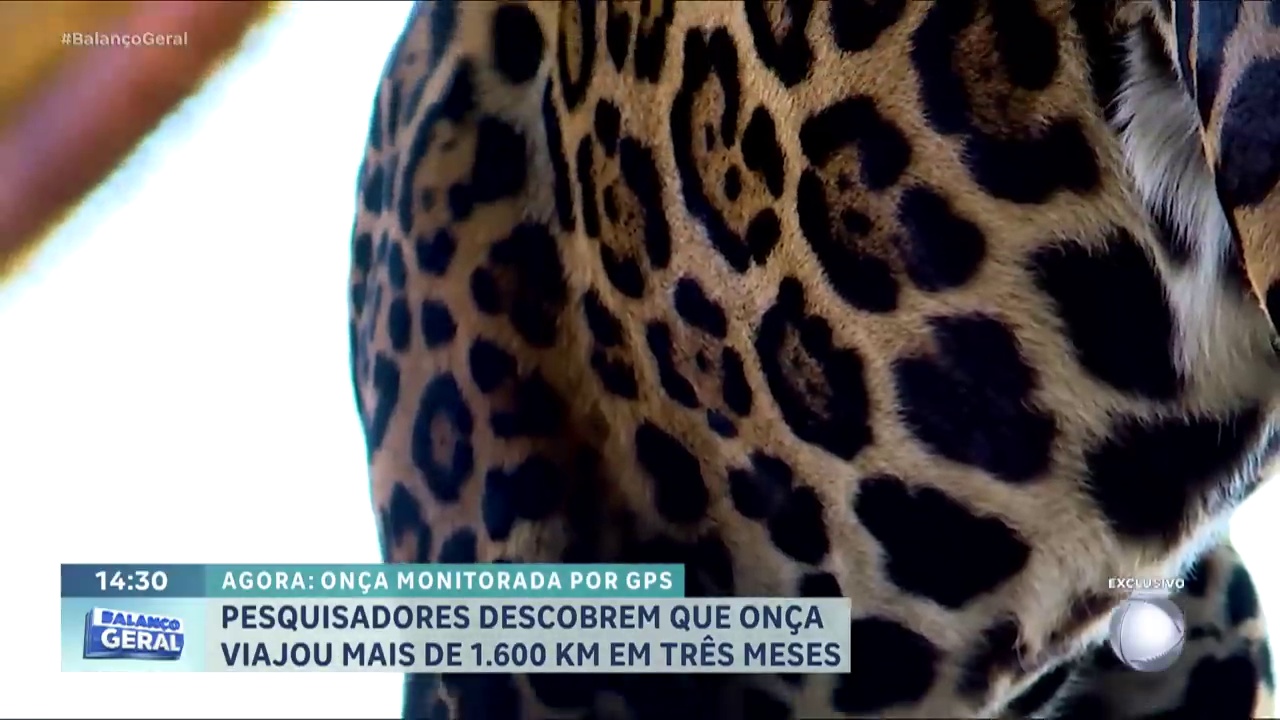 #BalançoGeral
14:30
AGORA: ONÇA MONITORADA POR GPS
BALANÇO
GERAL
PESQUISADORES DESCOBREM QUE ONÇA
VIAJOU MAIS DE 1.600 KM EM TRÊS MESES
EXCLUSIVO